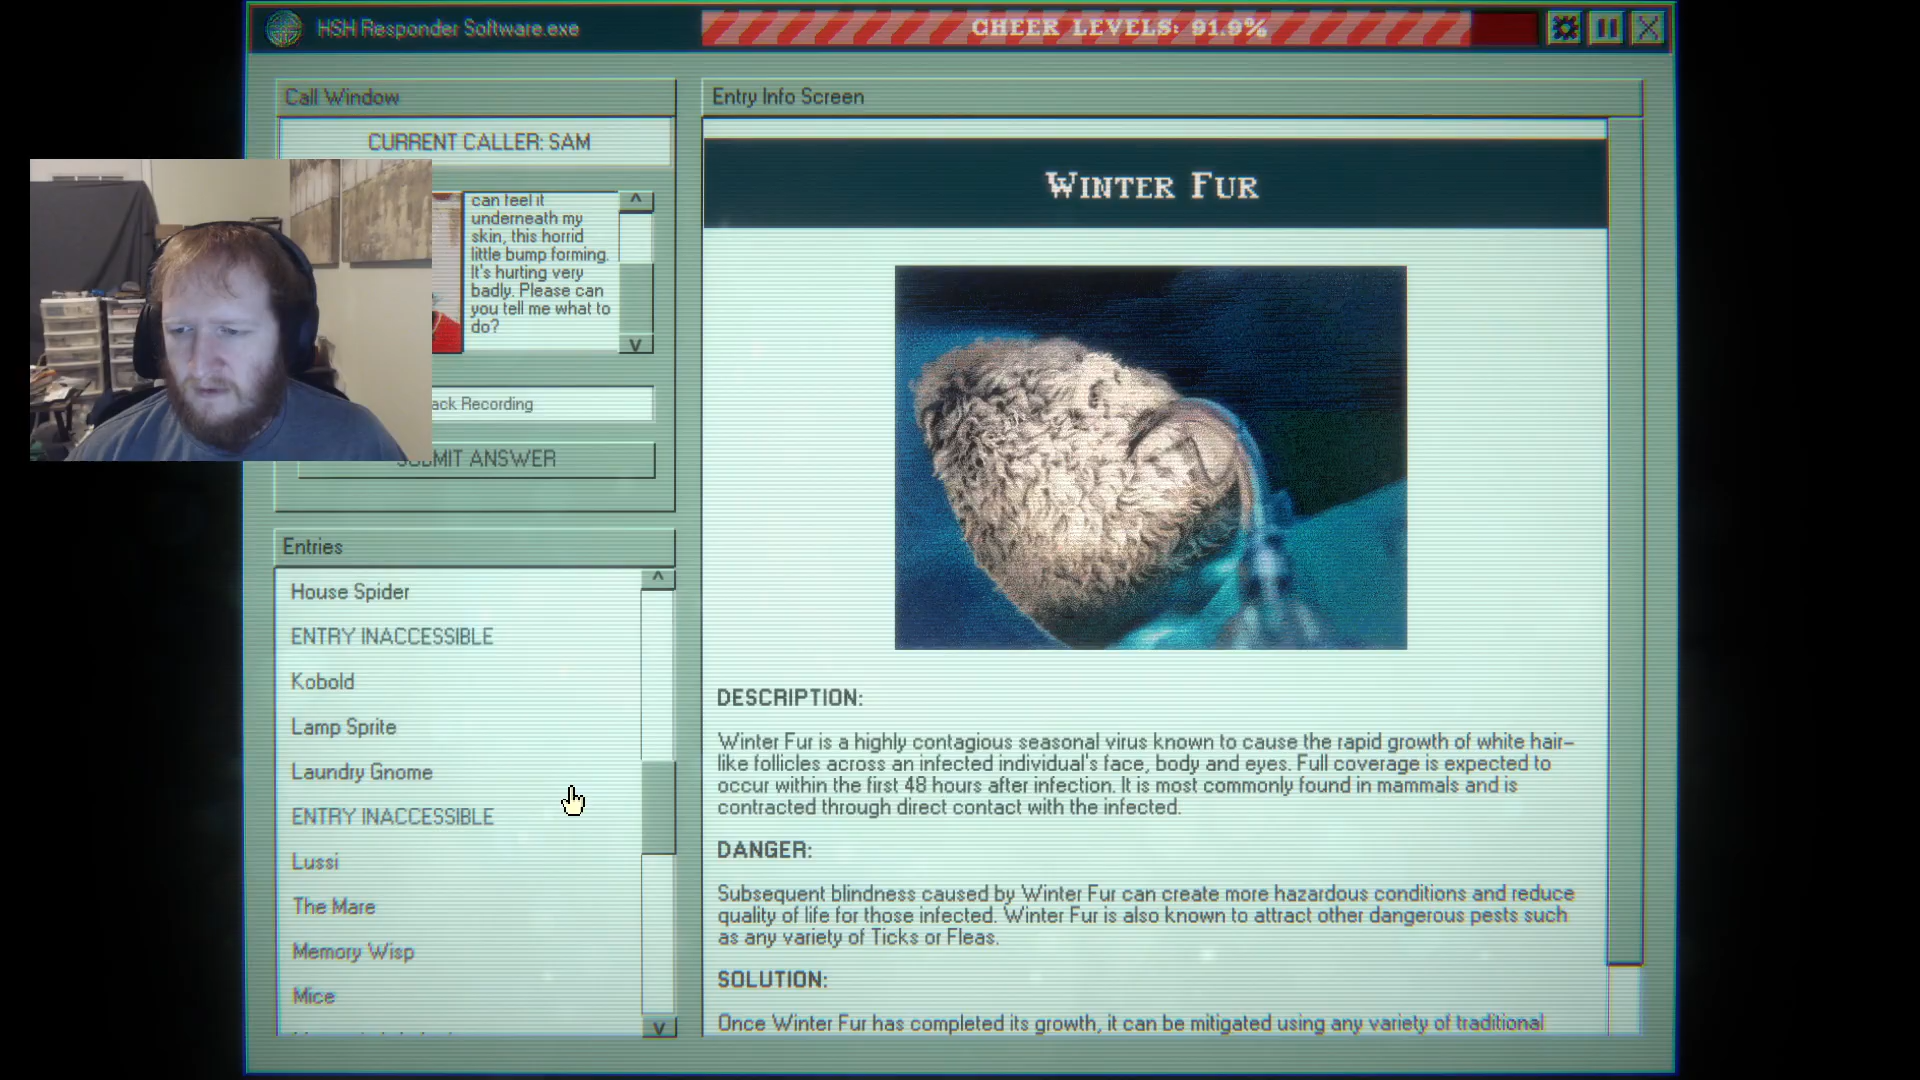 HSH Responder Software.exe
CHEER LEVELS: 91.9%
Call Window
CURRENT CALLER: SAM
can feel it
underneath my
skin, this horrid
little bump forming.
It's hurting very
badly. Please can
you tell me what to
do?
Recording
SUBMIT ANSWER
Entries
House Spider
ENTRY INACCESSIBLE
Kobold
Lamp Sprite
Laundry Gnome
ENTRY INACCESSIBLE
Lussi
The Mare
Memory Wisp
Mice
Entry Info Screen
WINTER FUR
DESCRIPTION:
Winter Fur is a highly contagious seasonal virus known to cause the rapid growth of white hair-
like follicles across an infected individual's face, body and eyes. Full coverage is expected to
occur within the first 48 hours after infection. It is most commonly found in mammals and is
contracted through direct contact with the infected.
DANGER:
Subsequent blindness caused by Winter Fur can create more hazardous conditions and reduce
quality of life for those infected. Winter Fur is also known to attract other dangerous pests such
as any variety of Ticks or Fleas.
SOLUTION:
Once Winter Fur has completed its growth, it can be mitigated using any variety of traditional